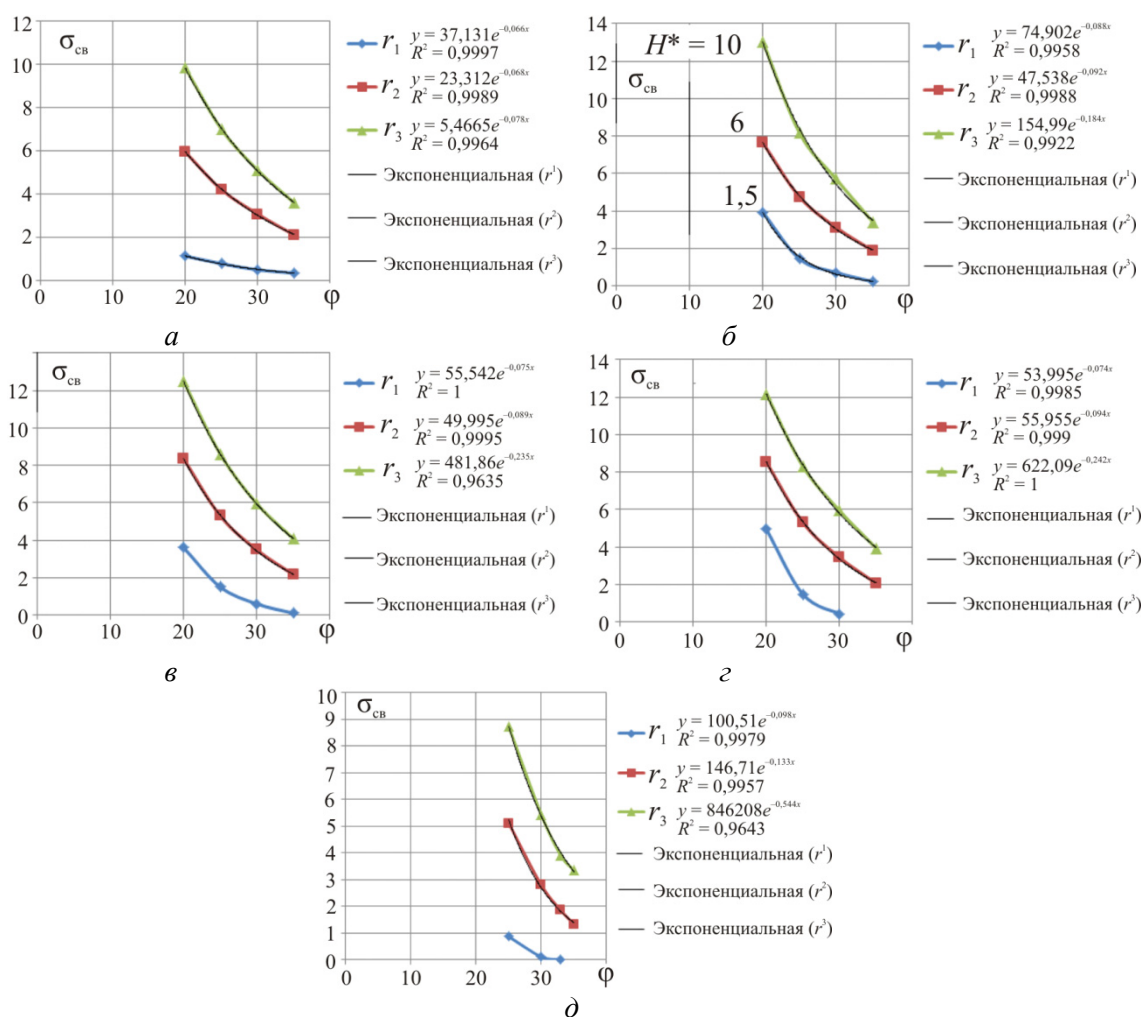 12
10
8
6
4
2
0
σсв
0 10 20 30 φ
r1 y = 37,131e^–0,066x
R² = 0,9997
r2 y = 23,312e^–0,068x
R² = 0,9989
r3 y = 5,4665e^–0,078x
R² = 0,9964
Экспоненциальная (r¹)
Экспоненциальная (r²)
Экспоненциальная (r³)
а
14
12
10
8
6
4
2
0
H* = 10
σсв
6
1,5
0 10 20 30 φ
r1 y = 74,902e^–0,088x
R² = 0,9958
r2 y = 47,538e^–0,092x
R² = 0,9988
r3 y = 154,99e^–0,184x
R² = 0,9922
Экспоненциальная (r¹)
Экспоненциальная (r²)
Экспоненциальная (r³)
б
12
10
8
6
4
2
0
σсв
0 10 20 30 φ
r1 y = 55,542e^–0,075x
R² = 1
r2 y = 49,995e^–0,089x
R² = 0,9995
r3 y = 481,86e^–0,235x
R² = 0,9635
Экспоненциальная (r¹)
Экспоненциальная (r²)
Экспоненциальная (r³)
в
14
12
10
8
6
4
2
0
σсв
0 10 20 30 φ
r1 y = 53,995e^–0,074x
R² = 0,9985
r2 y = 55,955e^–0,094x
R² = 0,999
r3 y = 622,09e^–0,242x
R² = 1
Экспоненциальная (r¹)
Экспоненциальная (r²)
Экспоненциальная (r³)
г
10
9
8
7
6
5
4
3
2
1
0
σсв
0 10 20 30 φ
r1 y = 100,51e^–0,098x
R² = 0,9979
r2 y = 146,71e^–0,133x
R² = 0,9957
r3 y = 846208e^–0,544x
R² = 0,9643
Экспоненциальная (r¹)
Экспоненциальная (r²)
Экспоненциальная (r³)
д